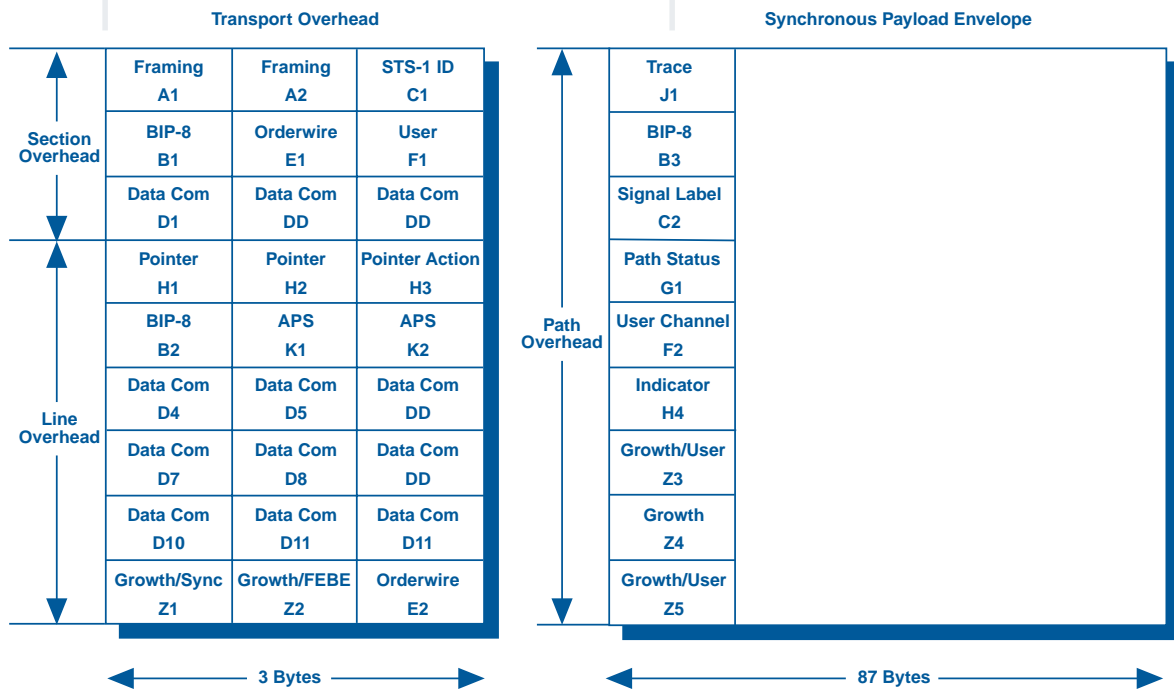 Transport Overhead
Synchronous Payload Envelope
Section
Overhead
Framing
A1
Framing
A2
STS-1 ID
C1
BIP-8
B1
Orderwire
E1
User
F1
Data Com
D1
Data Com
DD
Data Com
DD
Line
Overhead
Pointer
H1
Pointer
H2
Pointer Action
H3
BIP-8
B2
APS
K1
APS
K2
Data Com
D4
Data Com
D5
Data Com
DD
Data Com
D7
Data Com
D8
Data Com
DD
Data Com
D10
Data Com
D11
Data Com
D11
Growth/Sync
Z1
Growth/FEBE
Z2
Orderwire
E2
3 Bytes
Path
Overhead
Trace
J1
BIP-8
B3
Signal Label
C2
Path Status
G1
User Channel
F2
Indicator
H4
Growth/User
Z3
Growth
Z4
Growth/User
Z5
87 Bytes